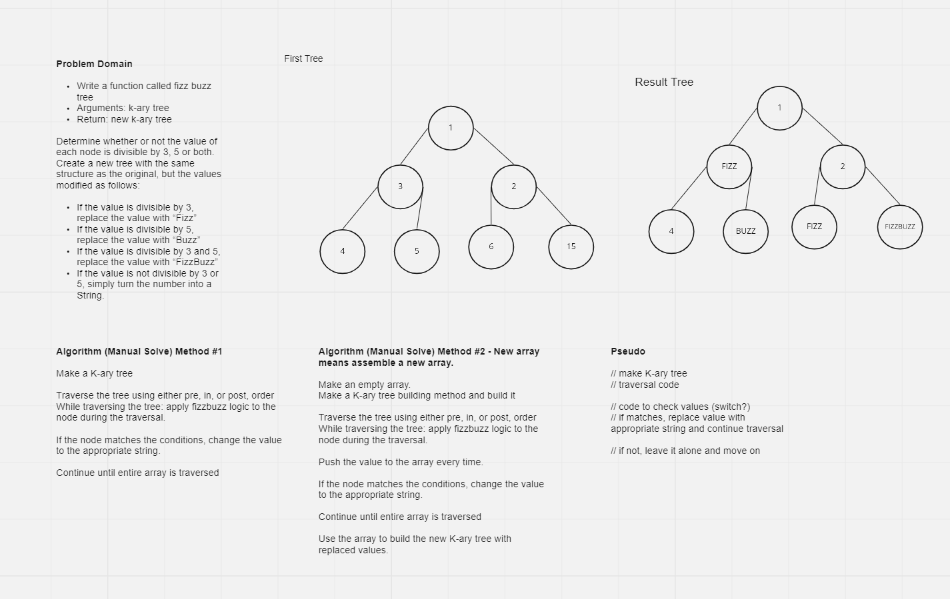 Problem Domain
• Write a function called fizz buzz
tree
• Arguments: k-ary tree
• Return: new k-ary tree
Determine whether or not the value of
each node is divisible by 3, 5 or both.
Create a new tree with the same
structure as the original, but the values
modified as follows:
• If the value is divisible by 3,
replace the value with “Fizz”
• If the value is divisible by 5,
replace the value with “Buzz”
• If the value is divisible by 3 and 5,
replace the value with “FizzBuzz”
• If the value is not divisible by 3 or
5, simply turn the number into a
String.
First Tree
1
3
2
4
5
6
15
Result Tree
1
FIZZ
2
4
BUZZ
FIZZ
FIZZBUZZ
Algorithm (Manual Solve) Method #1
Make a K-ary tree
Traverse the tree using either pre, in, or post, order
While traversing the tree: apply fizzbuzz logic to the
node during the traversal.
If the node matches the conditions, change the value
to the appropriate string.
Continue until entire array is traversed
Algorithm (Manual Solve) Method #2 - New array
means assemble a new array.
Make an empty array.
Make a K-ary tree building method and build it
Traverse the tree using either pre, in, or post, order
While traversing the tree: apply fizzbuzz logic to the
node during the traversal.
Push the value to the array every time.
If the node matches the conditions, change the value
to the appropriate string.
Continue until entire array is traversed
Use the array to build the new K-ary tree with
replaced values.
Pseudo
// make K-ary tree
// traversal code
// code to check values (switch?)
// if matches, replace value with
appropriate string and continue traversal
// if not, leave it alone and move on